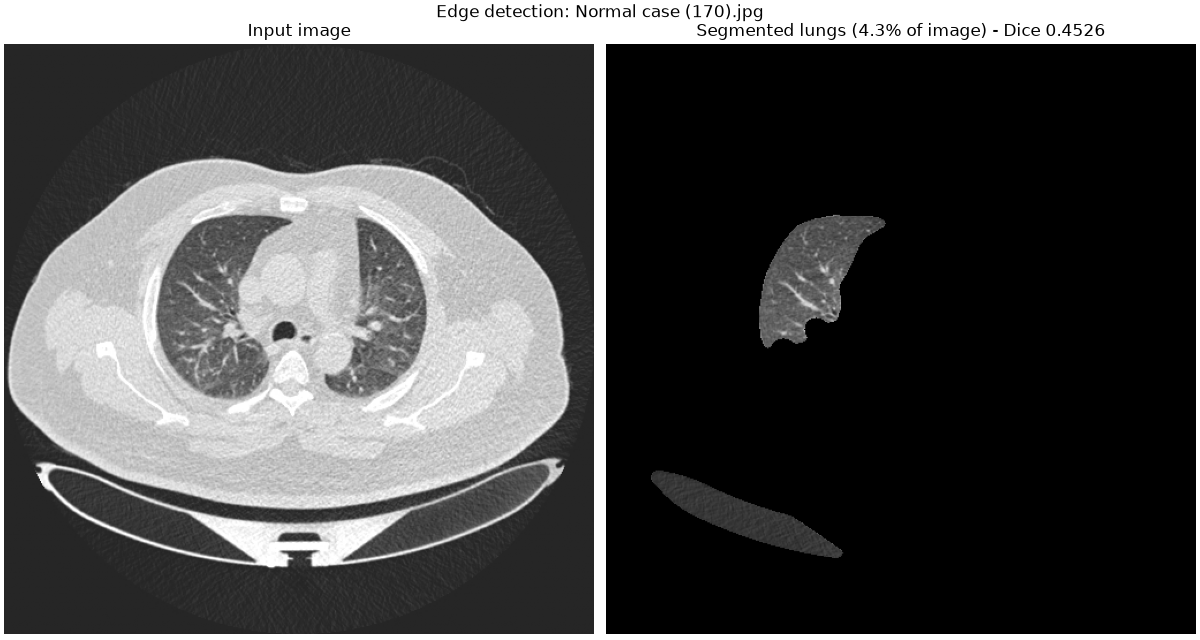 Edge detection: Normal case (170).jpg
Input image
Segmented lungs (4.3% of image) - Dice 0.4526